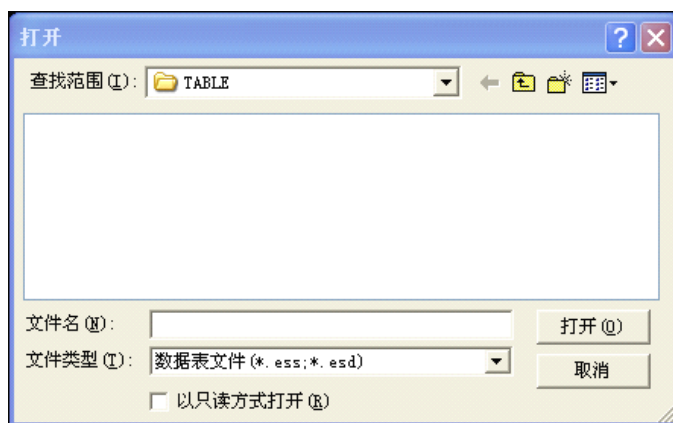 打开
查找范围(I): TABLE
文件名(N): 打开(O)
文件类型(T): 数据表文件(*.ess;*.esd) 取消
以只读方式打开(R)